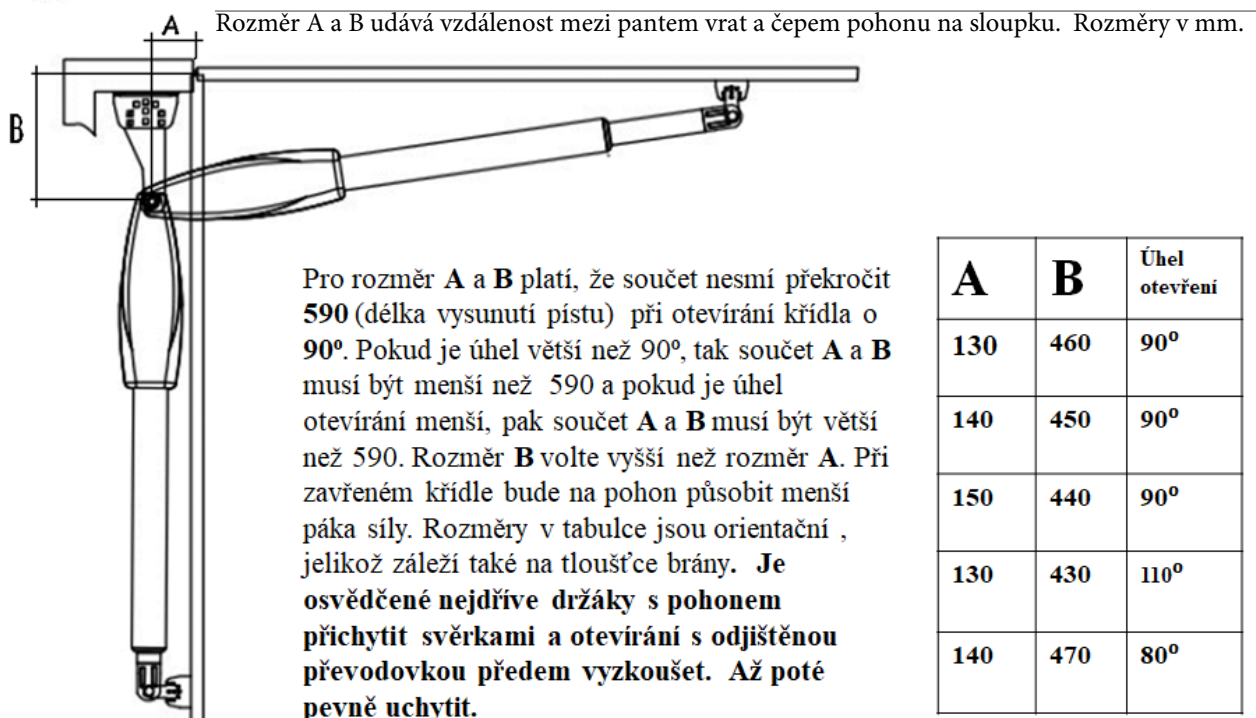 Rozměr A a B udává vzdálenost mezi pantem vrat a čepem pohonu na sloupku. Rozměry v mm.
A
B
Pro rozměr A a B platí, že součet nesmí překročit
590 (délka vysunutí pístu) při otevírání křídla o
90º. Pokud je úhel větší než 90º, tak součet A a B
musí být menší než 590 a pokud je úhel
otevírání menší, pak součet A a B musí být větší
než 590. Rozměr B volte vyšší než rozměr A. Při
zavřeném křídle bude na pohon působit menší
páka síly. Rozměry v tabulce jsou orientační ,
jelikož záleží také na tloušťce brány. Je
osvědčené nejdříve držáky s pohonem
přichytit svěrkami a otevírání s odjištěnou
převodovkou předem vyzkoušet. Až poté
pevně uchytit.
A B Úhel
otevření
130 460 90º
140 450 90º
150 440 90º
130 430 110º
140 470 80º